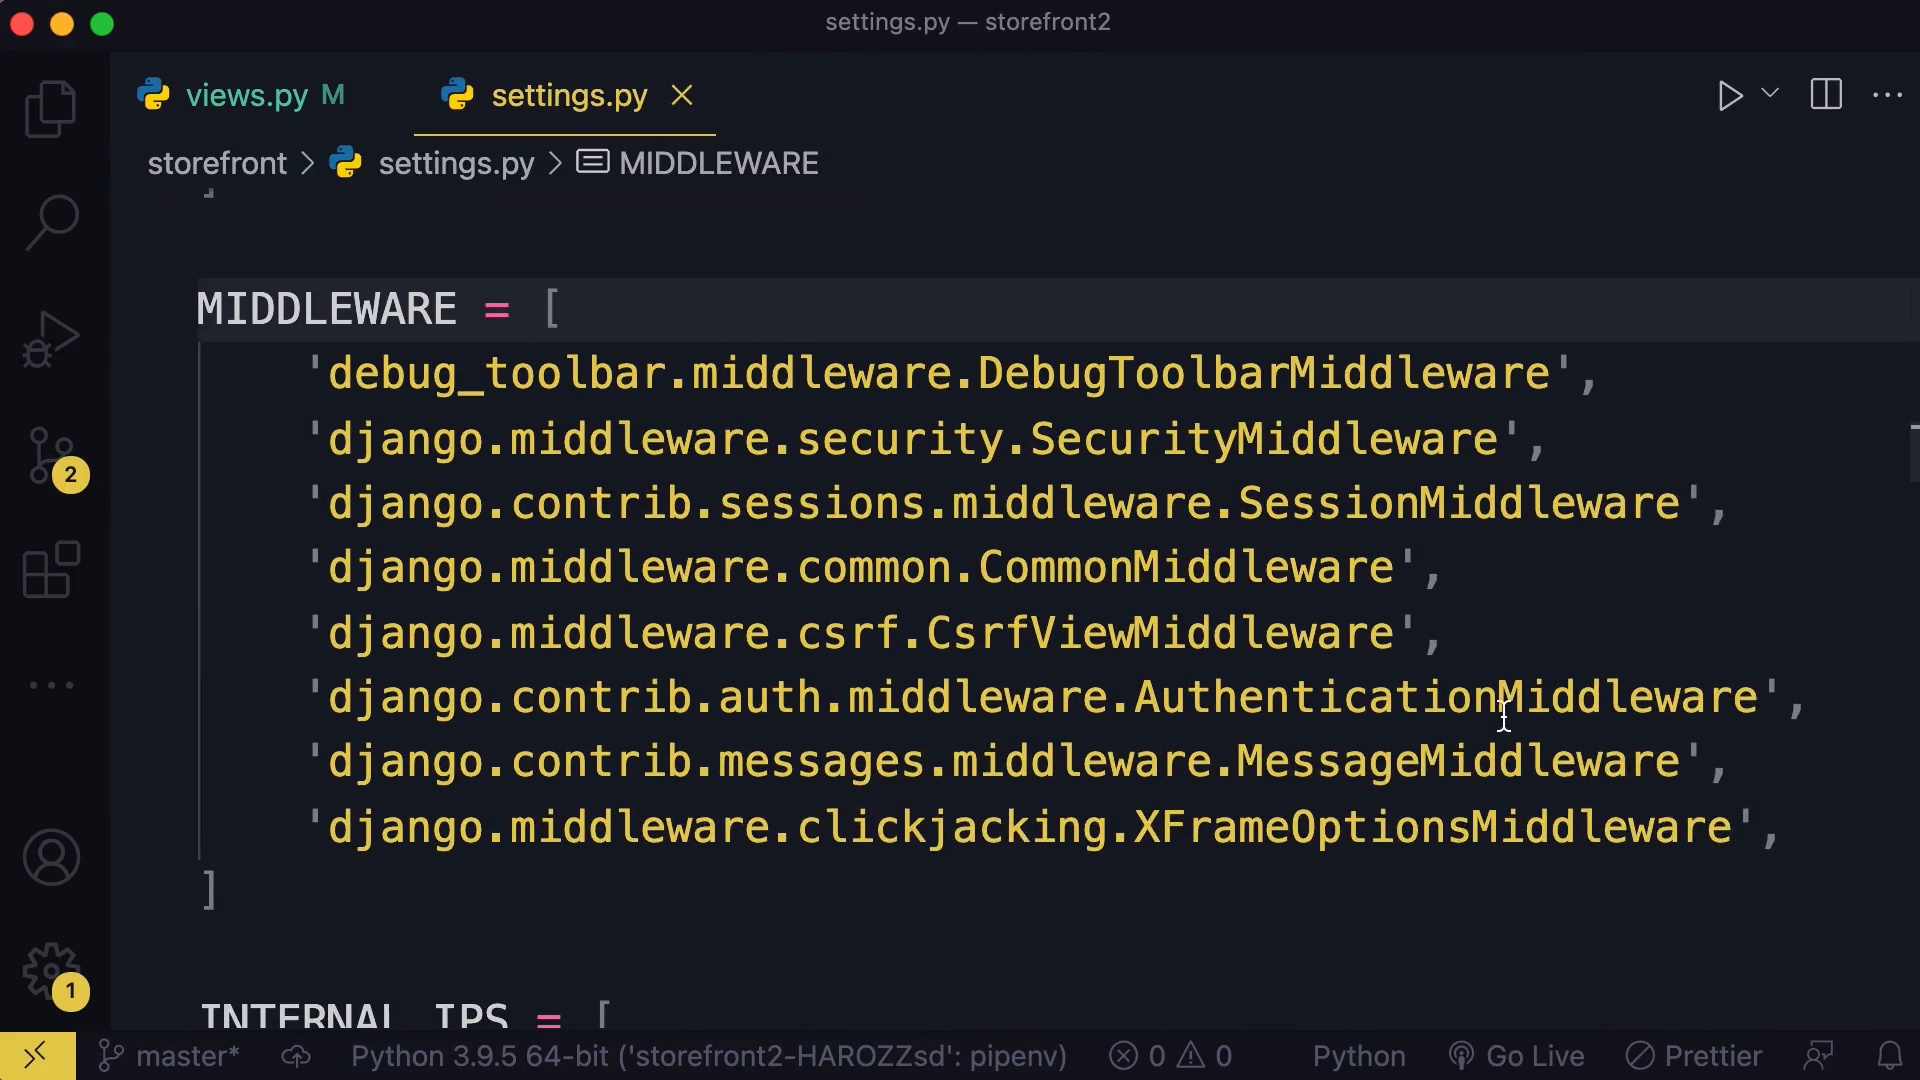 settings.py — storefront2
views.py M settings.py
storefront > settings.py > MIDDLEWARE
]
MIDDLEWARE = [
'debug_toolbar.middleware.DebugToolbarMiddleware',
'django.middleware.security.SecurityMiddleware',
'django.contrib.sessions.middleware.SessionMiddleware',
'django.middleware.common.CommonMiddleware',
'django.middleware.csrf.CsrfViewMiddleware',
'django.contrib.auth.middleware.AuthenticationMiddleware',
'django.contrib.messages.middleware.MessageMiddleware',
'django.middleware.clickjacking.XFrameOptionsMiddleware',
]
INTERNAL_IPS = [
2
1
master* Python 3.9.5 64-bit ('storefront2-HAROZZsd': pipenv) 0 0 Python Go Live Prettier